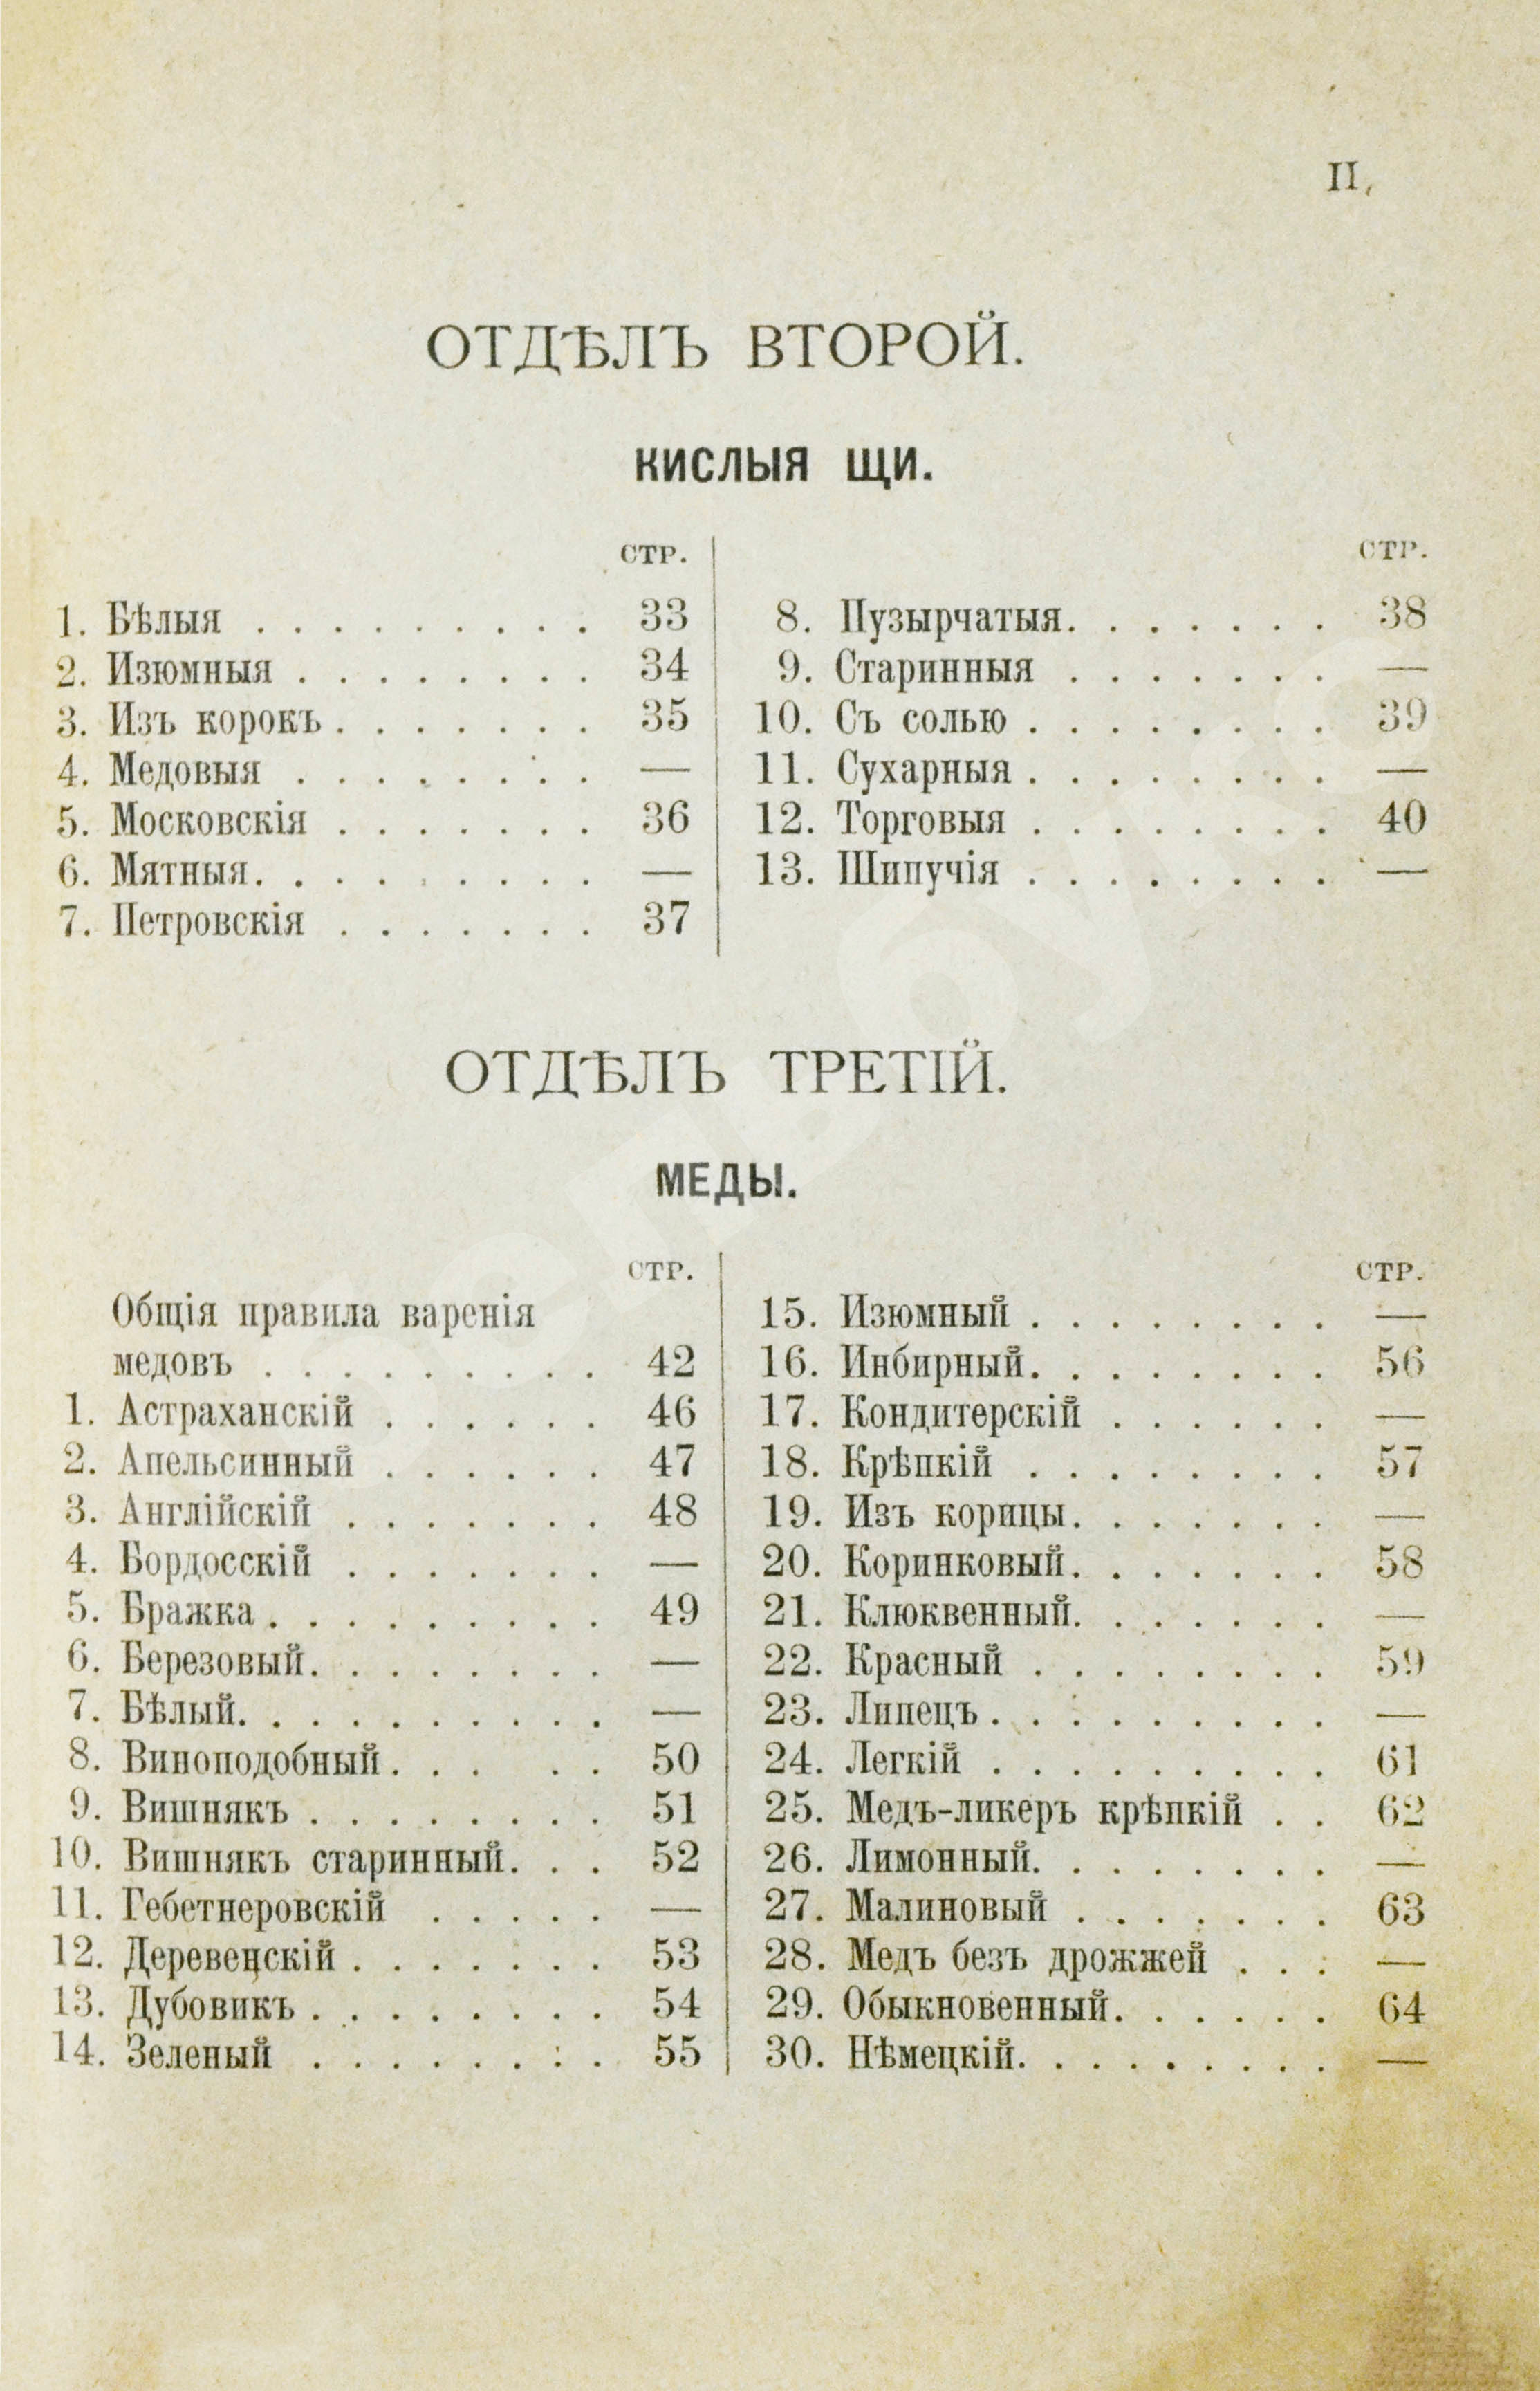 II
ОТДѢЛЪ ВТОРОЙ.
КИСЛЫЯ ЩИ.
СТР.
1. Бѣлыя . . . . . . . . . 33
2. Изюмныя . . . . . . . . 34
3. Изъ корокъ . . . . . . . 35
4. Медовыя . . . . . . . . —
5. Московскія . . . . . . . 36
6. Мятныя. . . . . . . . . —
7. Петровскія . . . . . . . 37
СТР.
8. Пузырчатыя. . . . . . . 38
9. Старинныя . . . . . . . —
10. Съ солью . . . . . . . . 39
11. Сухарныя . . . . . . . . —
12. Торговыя . . . . . . . . 40
13. Шипучія . . . . . . . . —
ОТДѢЛЪ ТРЕТІЙ.
МЕДЫ.
СТР.
Общія правила варенія
медовъ . . . . . . . . . 42
1. Астраханскій . . . . . . 46
2. Апельсинный . . . . . . 47
3. Англійскій . . . . . . . 48
4. Бордосскій . . . . . . . —
5. Бражка . . . . . . . . . 49
6. Березовый. . . . . . . . —
7. Бѣлый. . . . . . . . . . —
8. Виноподобный . . . . . 50
9. Вишнякъ . . . . . . . . 51
10. Вишнякъ старинный. . . 52
11. Гебетнеровскій . . . . . —
12. Деревенскій . . . . . . . 53
13. Дубовикъ . . . . . . . . 54
14. Зеленый . . . . . . . . 55
СТР.
15. Изюмный . . . . . . . . —
16. Инбирный. . . . . . . . 56
17. Кондитерскій . . . . . . —
18. Крѣпкій . . . . . . . . 57
19. Изъ корицы. . . . . . . —
20. Коринковый. . . . . . . 58
21. Клюквенный. . . . . . . —
22. Красный . . . . . . . . 59
23. Липецъ . . . . . . . . . —
24. Легкій . . . . . . . . . 61
25. Медъ-ликеръ крѣпкій . . 62
26. Лимонный. . . . . . . . —
27. Малиновый . . . . . . . 63
28. Медъ безъ дрожжей . . . —
29. Обыкновенный. . . . . . 64
30. Нѣмецкій. . . . . . . . . —